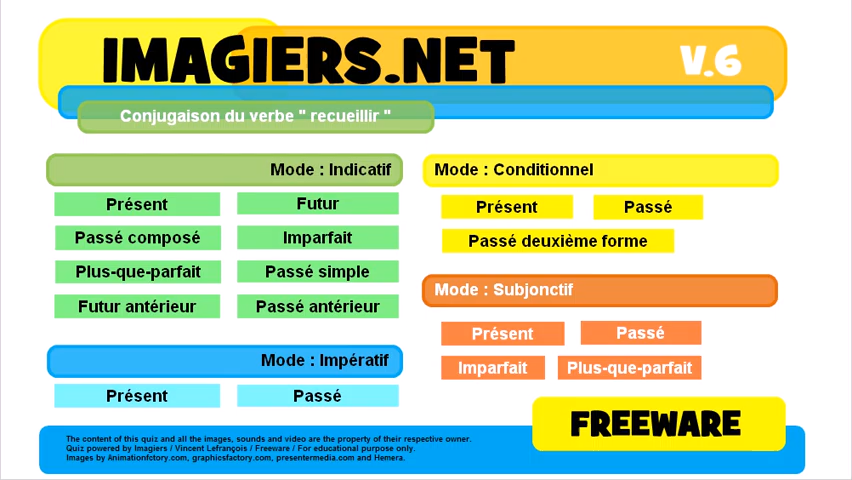 IMAGIERS.NET
V.6
Conjugaison du verbe " recueillir "
Mode : Indicatif
Présent
Futur
Passé composé
Imparfait
Plus-que-parfait
Passé simple
Futur antérieur
Passé antérieur
Mode : Impératif
Présent
Passé
Mode : Conditionnel
Présent
Passé
Passé deuxième forme
Mode : Subjonctif
Présent
Passé
Imparfait
Plus-que-parfait
FREEWARE
The content of this quiz and all the images, sounds and video are the property of their respective owner.
Quiz powered by Imagiers / Vincent Lefrançois / Freeware / For educational purpose only.
Images by Animationfctory.com, graphicsfactory.com, presentermedia.com and Hemera.